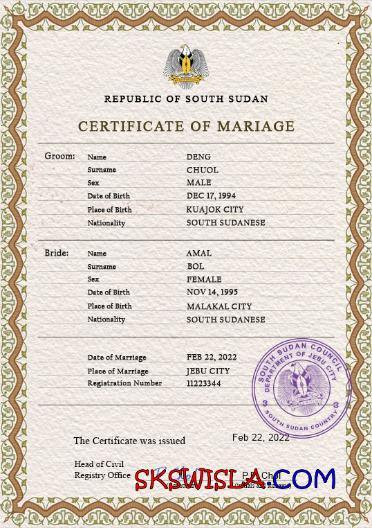 REPUBLIC OF SOUTH SUDAN
CERTIFICATE OF MARIAGE
Groom: Name DENG
Surname CHUOL
Sex MALE
Date of Birth DEC 17, 1994
Place of Birth KUAJOK CITY
Nationality SOUTH SUDANESE
Bride: Name AMAL
Surname BOL
Sex FEMALE
Date of Birth NOV 14, 1995
Place of Birth MALAKAL CITY
Nationality SOUTH SUDANESE
Date of Marriage FEB 22, 2022
Place of Marriage JEBU CITY
Registration Number 11223344
SOUTH SUDAN COUNCIL
DEPARTMENT OF JEBU CITY
SOUTH SUDAN COUNTRY
The Certificate was issued Feb 22, 2022
Head of Civil
Registry Office
SKSWISLA.COM